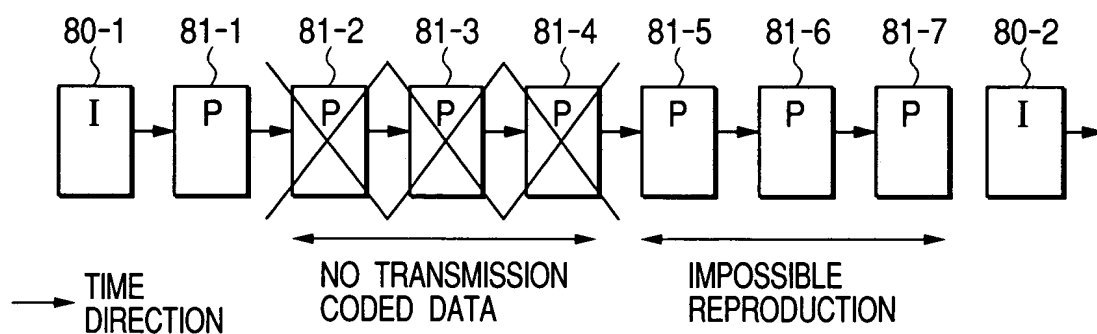 80-1 81-1 81-2 81-3 81-4 81-5 81-6 81-7 80-2
I P P P P P P P I
NO TRANSMISSION
CODED DATA
IMPOSSIBLE
REPRODUCTION
TIME
DIRECTION